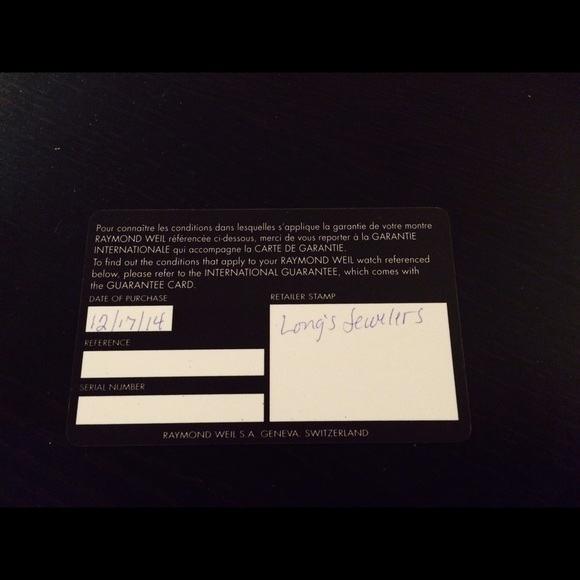 Pour connaître les conditions dans lesquelles s'applique la garantie de votre montre
RAYMOND WEIL référencée ci-dessous, merci de vous reporter à la GARANTIE
INTERNATIONALE qui accompagne la CARTE DE GARANTIE.
To find out the conditions that apply to your RAYMOND WEIL watch referenced
below, please refer to the INTERNATIONAL GUARANTEE, which comes with
the GUARANTEE CARD.
DATE OF PURCHASE
12/17/14
REFERENCE
SERIAL NUMBER
RETAILER STAMP
Long's Jewelers
RAYMOND WEIL S.A. GENEVA, SWITZERLAND